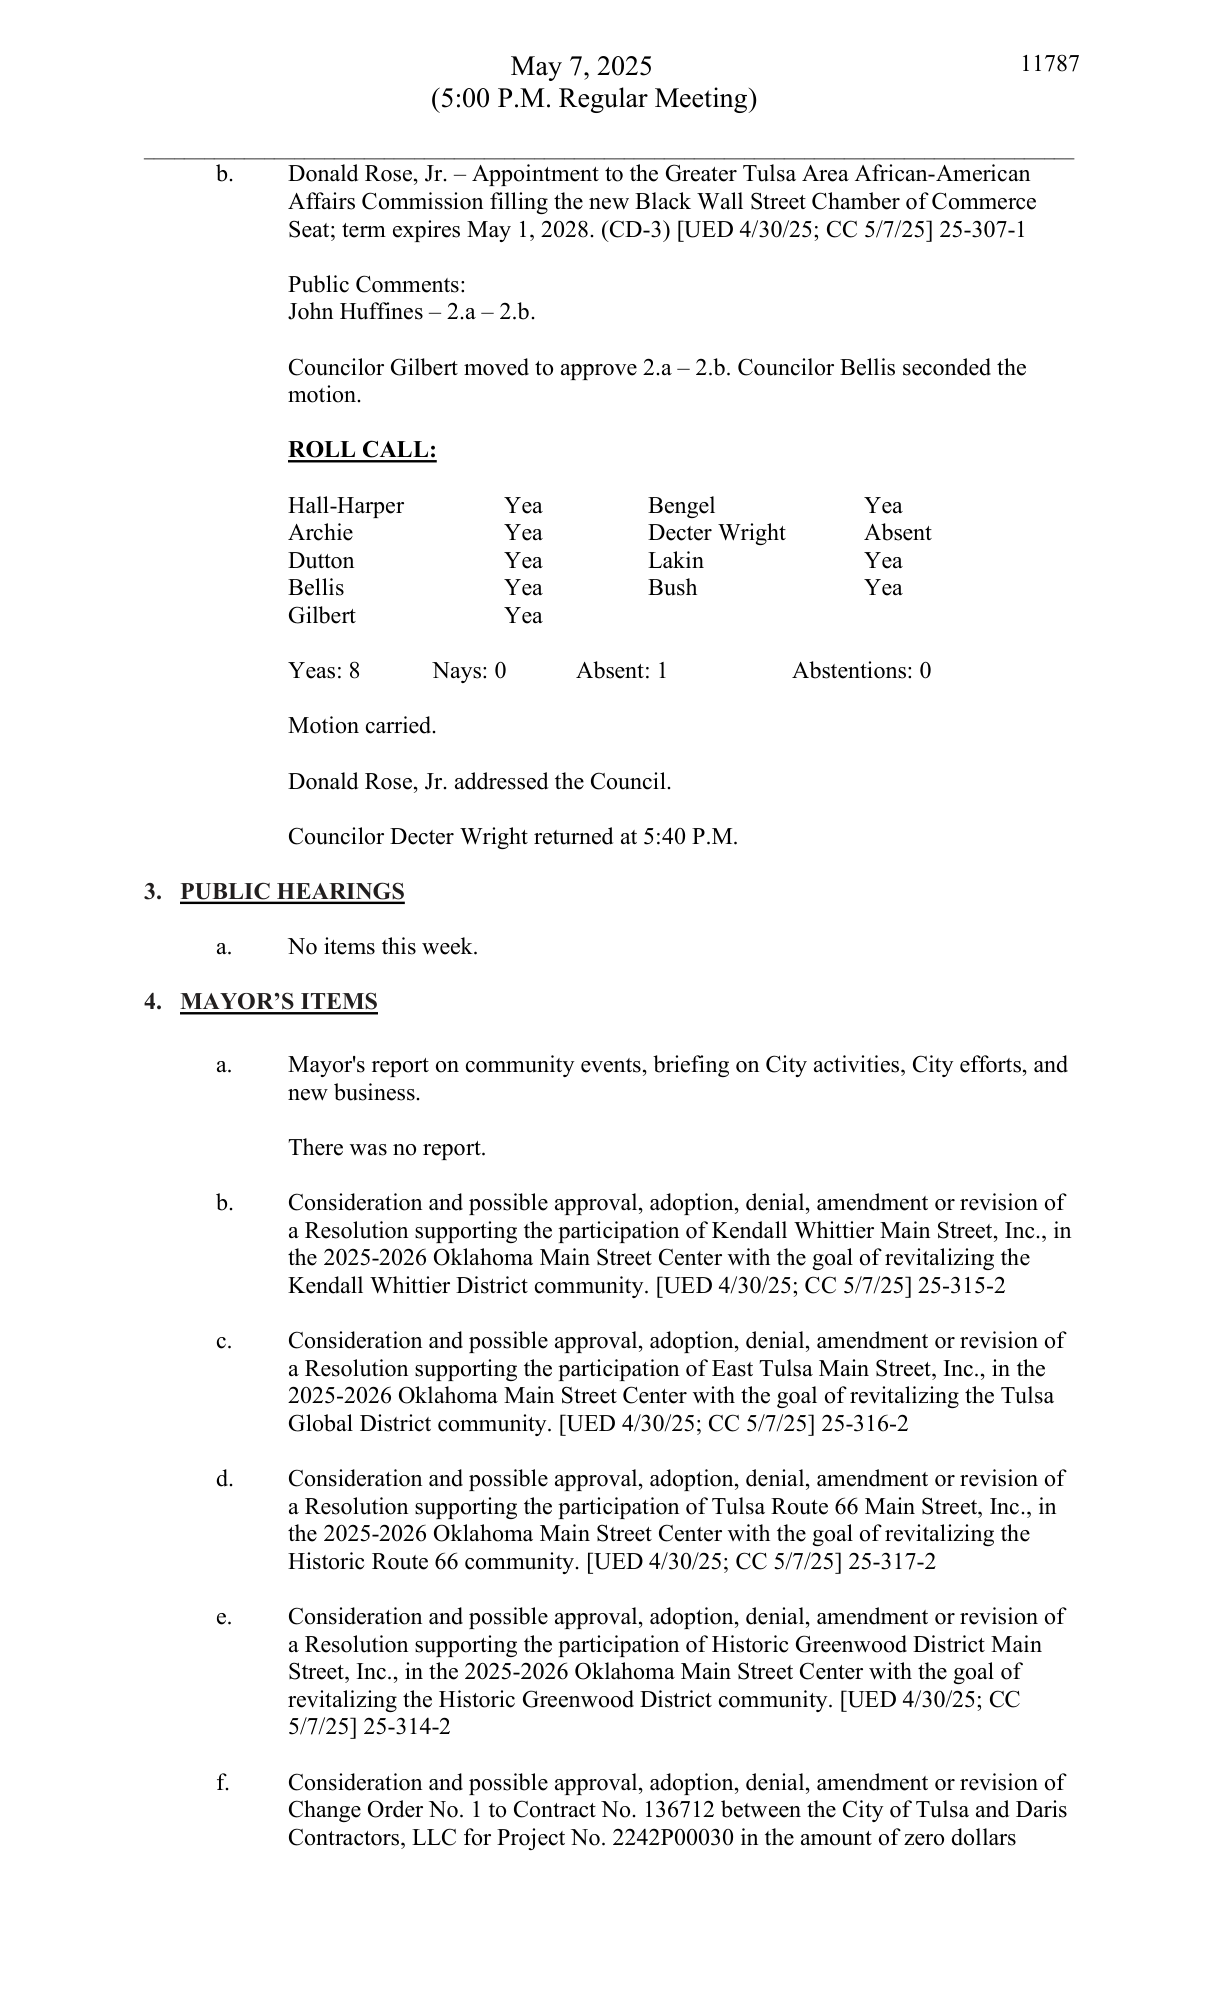 May 7, 2025
11787
(5:00 P.M. Regular Meeting)
b. Donald Rose, Jr. – Appointment to the Greater Tulsa Area African-American
Affairs Commission filling the new Black Wall Street Chamber of Commerce
Seat; term expires May 1, 2028. (CD-3) [UED 4/30/25; CC 5/7/25] 25-307-1
Public Comments:
John Huffines – 2.a – 2.b.
Councilor Gilbert moved to approve 2.a – 2.b. Councilor Bellis seconded the
motion.
ROLL CALL:
Hall-Harper Yea Bengel Yea
Archie Yea Decter Wright Absent
Dutton Yea Lakin Yea
Bellis Yea Bush Yea
Gilbert Yea
Yeas: 8 Nays: 0 Absent: 1 Abstentions: 0
Motion carried.
Donald Rose, Jr. addressed the Council.
Councilor Decter Wright returned at 5:40 P.M.
3. PUBLIC HEARINGS
a. No items this week.
4. MAYOR’S ITEMS
a. Mayor's report on community events, briefing on City activities, City efforts, and
new business.
There was no report.
b. Consideration and possible approval, adoption, denial, amendment or revision of
a Resolution supporting the participation of Kendall Whittier Main Street, Inc., in
the 2025-2026 Oklahoma Main Street Center with the goal of revitalizing the
Kendall Whittier District community. [UED 4/30/25; CC 5/7/25] 25-315-2
c. Consideration and possible approval, adoption, denial, amendment or revision of
a Resolution supporting the participation of East Tulsa Main Street, Inc., in the
2025-2026 Oklahoma Main Street Center with the goal of revitalizing the Tulsa
Global District community. [UED 4/30/25; CC 5/7/25] 25-316-2
d. Consideration and possible approval, adoption, denial, amendment or revision of
a Resolution supporting the participation of Tulsa Route 66 Main Street, Inc., in
the 2025-2026 Oklahoma Main Street Center with the goal of revitalizing the
Historic Route 66 community. [UED 4/30/25; CC 5/7/25] 25-317-2
e. Consideration and possible approval, adoption, denial, amendment or revision of
a Resolution supporting the participation of Historic Greenwood District Main
Street, Inc., in the 2025-2026 Oklahoma Main Street Center with the goal of
revitalizing the Historic Greenwood District community. [UED 4/30/25; CC
5/7/25] 25-314-2
f. Consideration and possible approval, adoption, denial, amendment or revision of
Change Order No. 1 to Contract No. 136712 between the City of Tulsa and Daris
Contractors, LLC for Project No. 2242P00030 in the amount of zero dollars